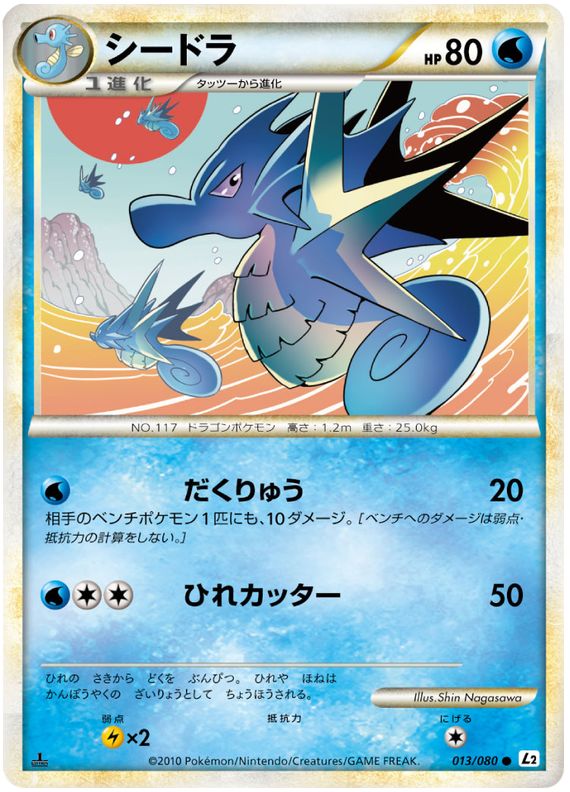 シードラ
HP80
1進化
タッツーから進化
NO.117 ドラゴンポケモン 高さ:1.2m 重さ:25.0kg
だくりゅう 20
相手のベンチポケモン1匹にも、10ダメージ。[ベンチへのダメージは弱点・
抵抗力の計算をしない。]
ひれカッター 50
ひれの さきから どくを ぶんぴつ。 ひれや ほねは
かんぽうやくの ざいりょうとして ちょうほうされる。
Illus.Shin Nagasawa
弱点 抵抗力 にげる
×2
1
EDITION
©2010 Pokémon/Nintendo/Creatures/GAME FREAK.
013/080 ● L2